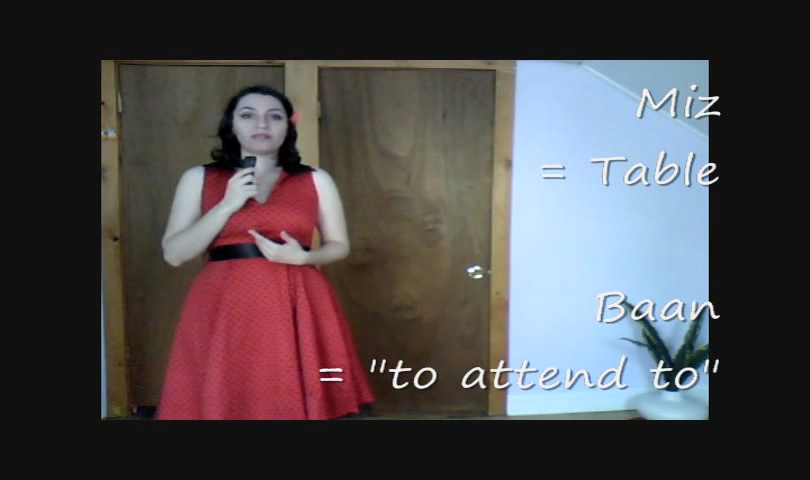 Miz
= Table
Baan
= "to attend to"